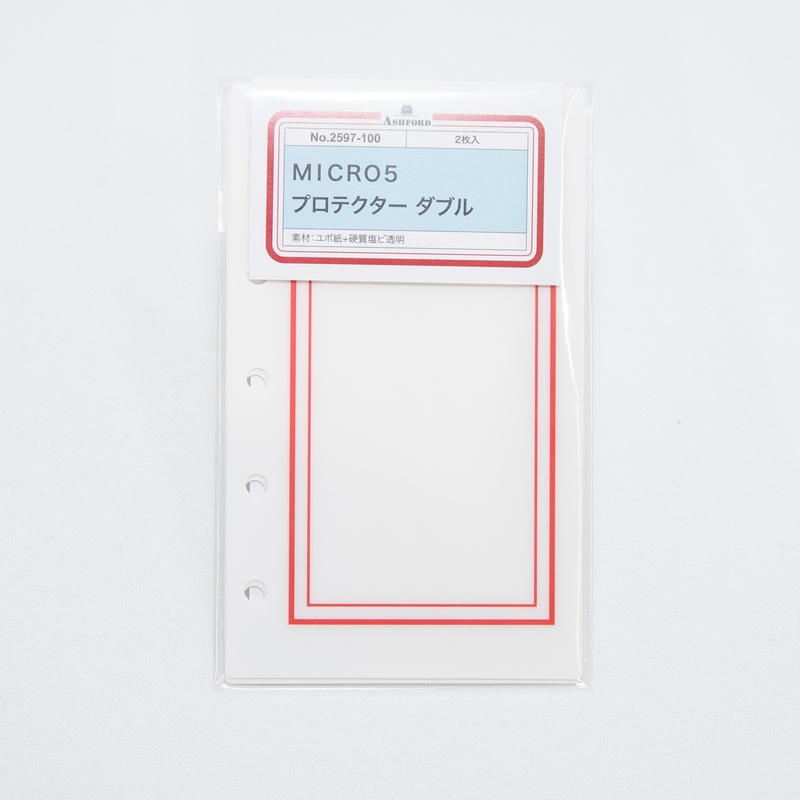 ASHFORD
No.2597-100 2枚入
MICRO5
プロテクター ダブル
素材：ユポ紙+硬質塩ビ透明